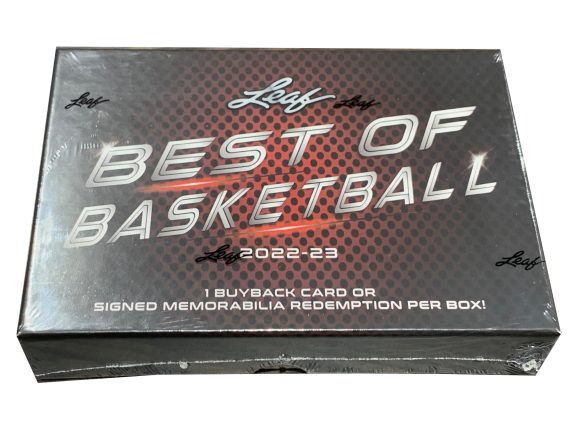 Leaf
Leaf
Leaf
BEST OF
BASKETBALL
Leaf
2022-23
Leaf
1 BUYBACK CARD OR
SIGNED MEMORABILIA REDEMPTION PER BOX!